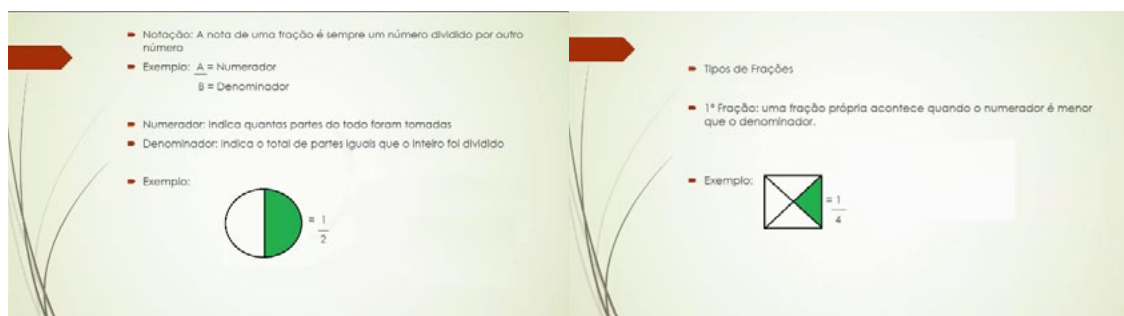 Notação: A nota de uma fração é sempre um número dividido por outro
número
Exemplo: A = Numerador
B = Denominador
Numerador: Indica quantas partes do todo foram tomadas
Denominador: Indica o total de partes iguais que o inteiro foi dividido
Exemplo:
= 1
2
Tipos de Frações
1ª Fração: uma fração própria acontece quando o numerador é menor
que o denominador.
Exemplo:
= 1
4